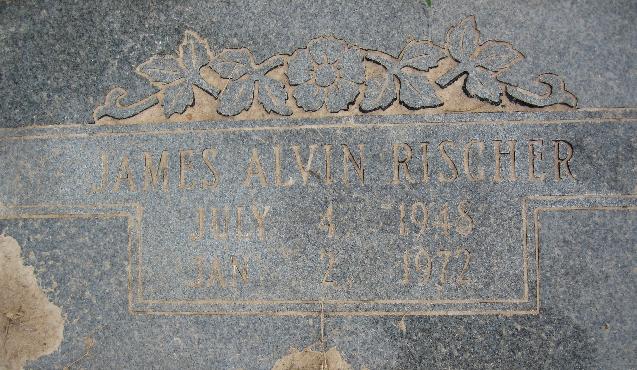 JAMES ALVIN RISCHER
JULY 4, 1948
JAN. 2, 1972